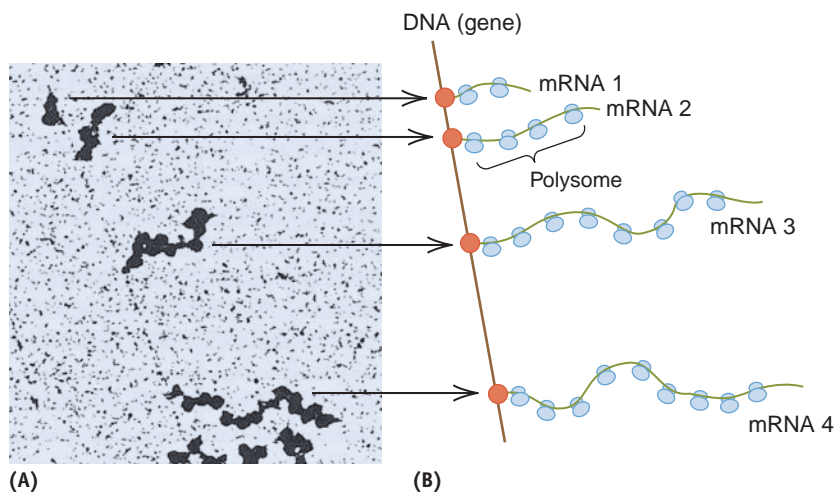 DNA (gene)
mRNA 1
mRNA 2
Polysome
mRNA 3
mRNA 4
(A)
(B)